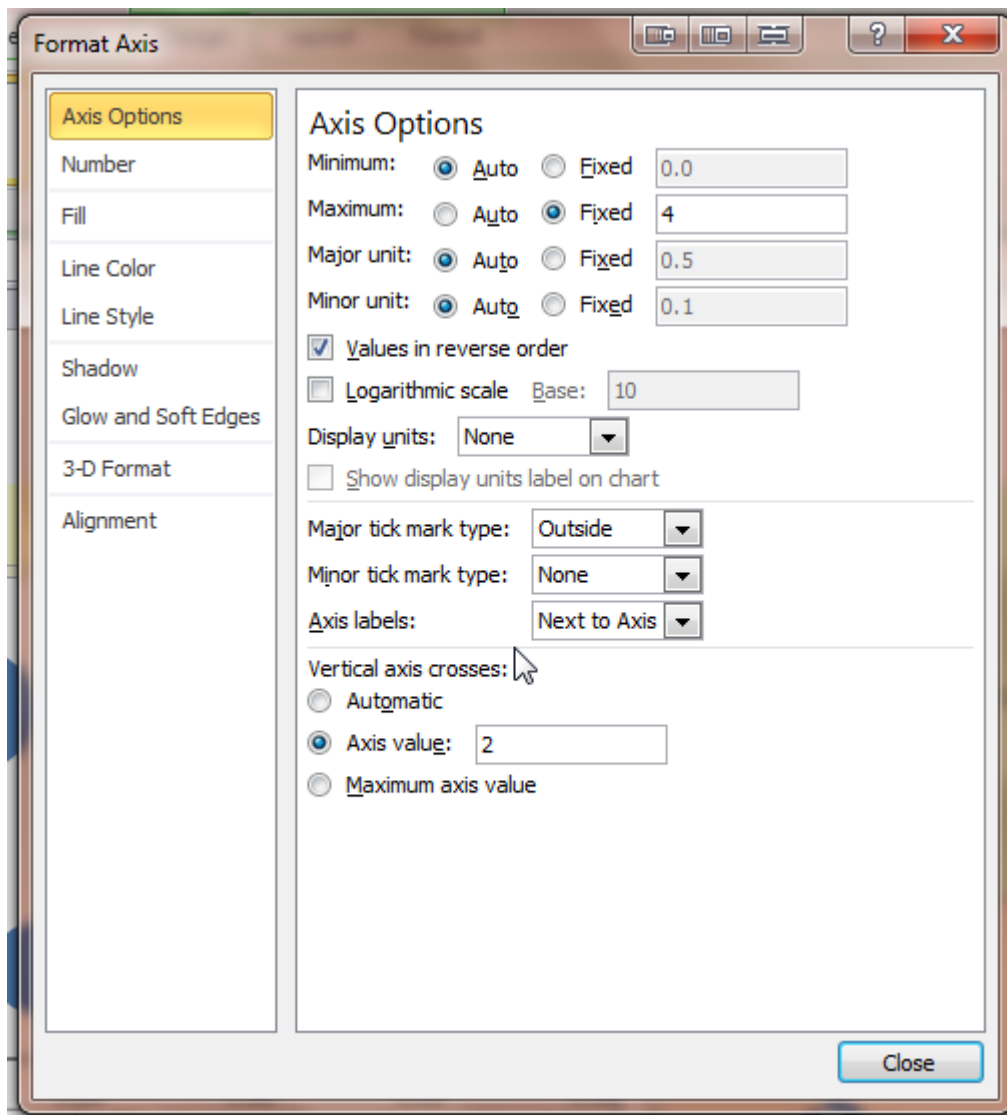 Format Axis
?
X
Axis Options
Number
Fill
Line Color
Line Style
Shadow
Glow and Soft Edges
3-D Format
Alignment
Axis Options
Minimum: Auto Fixed 0.0
Maximum: Auto Fixed 4
Major unit: Auto Fixed 0.5
Minor unit: Auto Fixed 0.1
Values in reverse order
Logarithmic scale Base: 10
Display units: None
Show display units label on chart
Major tick mark type: Outside
Minor tick mark type: None
Axis labels: Next to Axis
Vertical axis crosses:
Automatic
Axis value: 2
Maximum axis value
Close